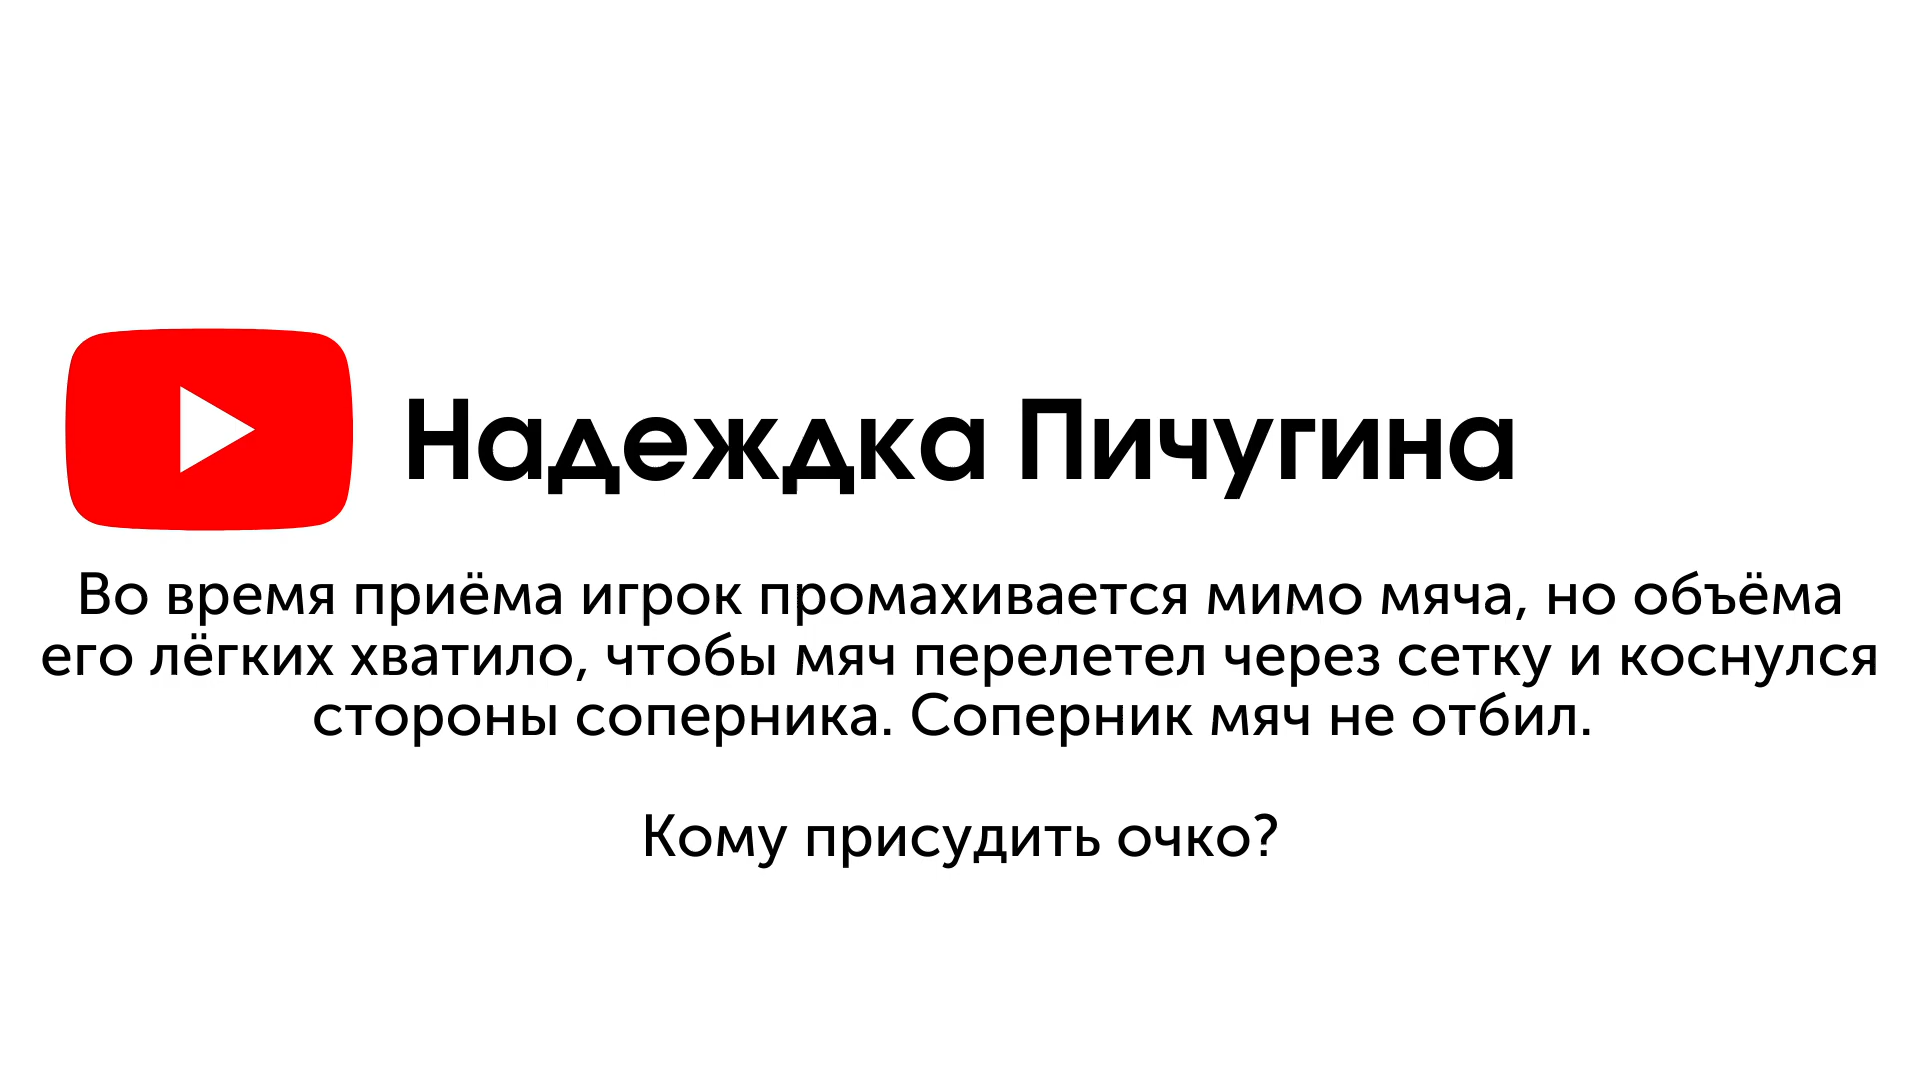 Надеждка Пичугина
Во время приёма игрок промахивается мимо мяча, но объёма
его лёгких хватило, чтобы мяч перелетел через сетку и коснулся
стороны соперника. Соперник мяч не отбил.
Кому присудить очко?